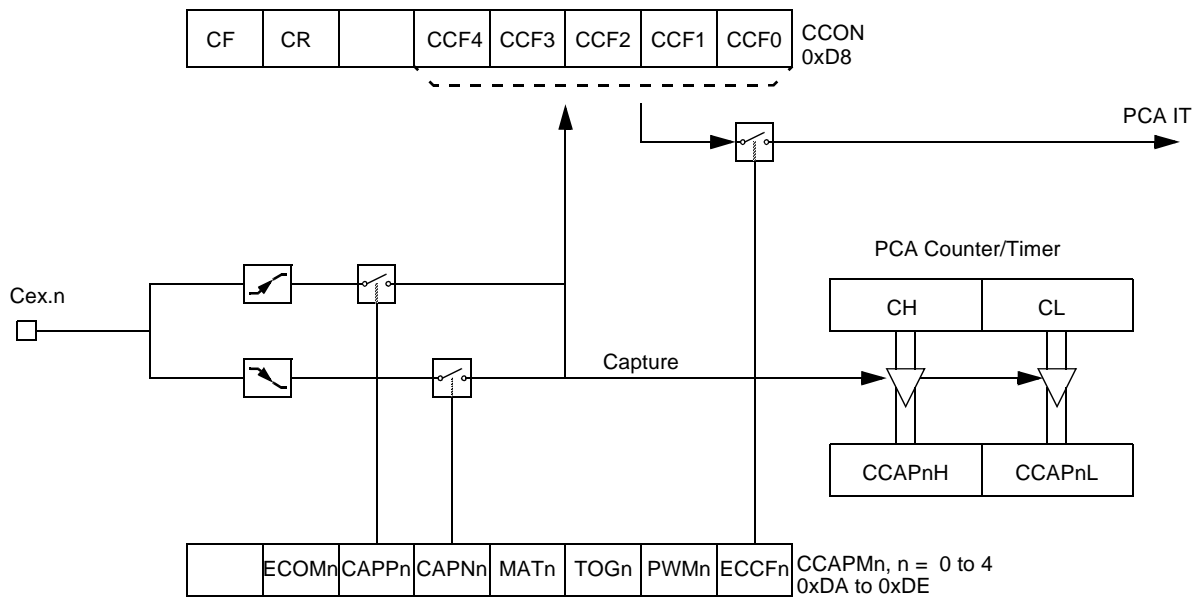 CF CR CCF4 CCF3 CCF2 CCF1 CCF0 CCON
0xD8
PCA IT
PCA Counter/Timer
Cex.n
CH CL
Capture
CCAPnH CCAPnL
ECOMn CAPPn CAPNn MATn TOGn PWMn ECCFn CCAPMn, n = 0 to 4
0xDA to 0xDE